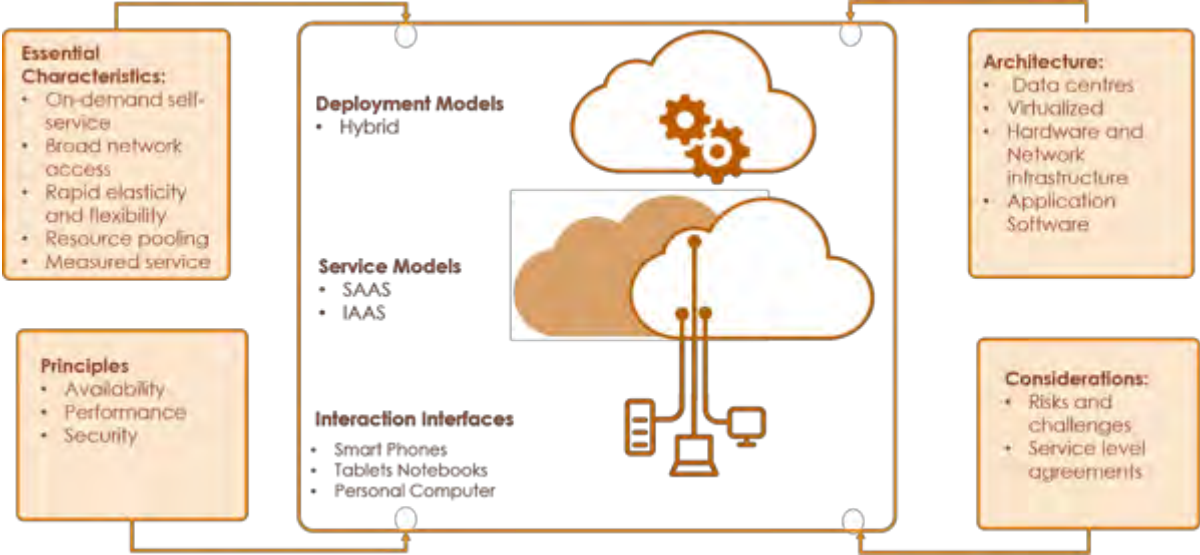 Essential
Characteristics:
• On-demand self-
service
• Broad network
access
• Rapid elasticity
and flexibility
• Resource pooling
• Measured service
Principles
• Availability
• Performance
• Security
Deployment Models
• Hybrid
Service Models
• SAAS
• IAAS
Interaction Interfaces
• Smart Phones
• Tablets Notebooks
• Personal Computer
Architecture:
• Data centres
• Virtualized
• Hardware and
Network
infrastructure
• Application
Software
Considerations:
• Risks and
challenges
• Service level
agreements